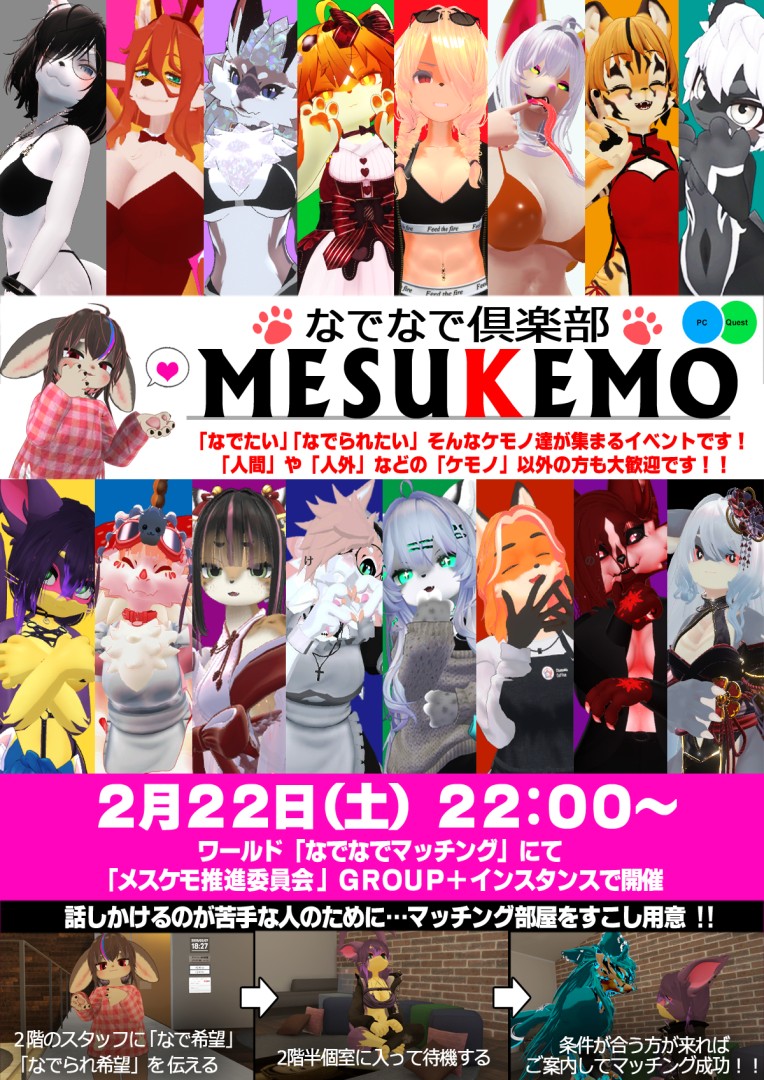 Feed the fire
Feed the fire
なでなで倶楽部
PC
Quest
MESUKEMO
「なでたい」「なでられたい」そんなケモノ達が集まるイベントです！
「人間」や「人外」などの「ケモノ」以外の方も大歓迎です！！
け
2月22日(土) 22:00～
ワールド「なでなでマッチング」にて
「メスケモ推進委員会」GROUP＋インスタンスで開催
話しかけるのが苦手な人のために…マッチング部屋をすこし用意 !!
18:27
2階のスタッフに「なで希望」
「なでられ希望」を伝える
2階半個室に入って待機する
条件が合う方が来れば
ご案内してマッチング成功！！